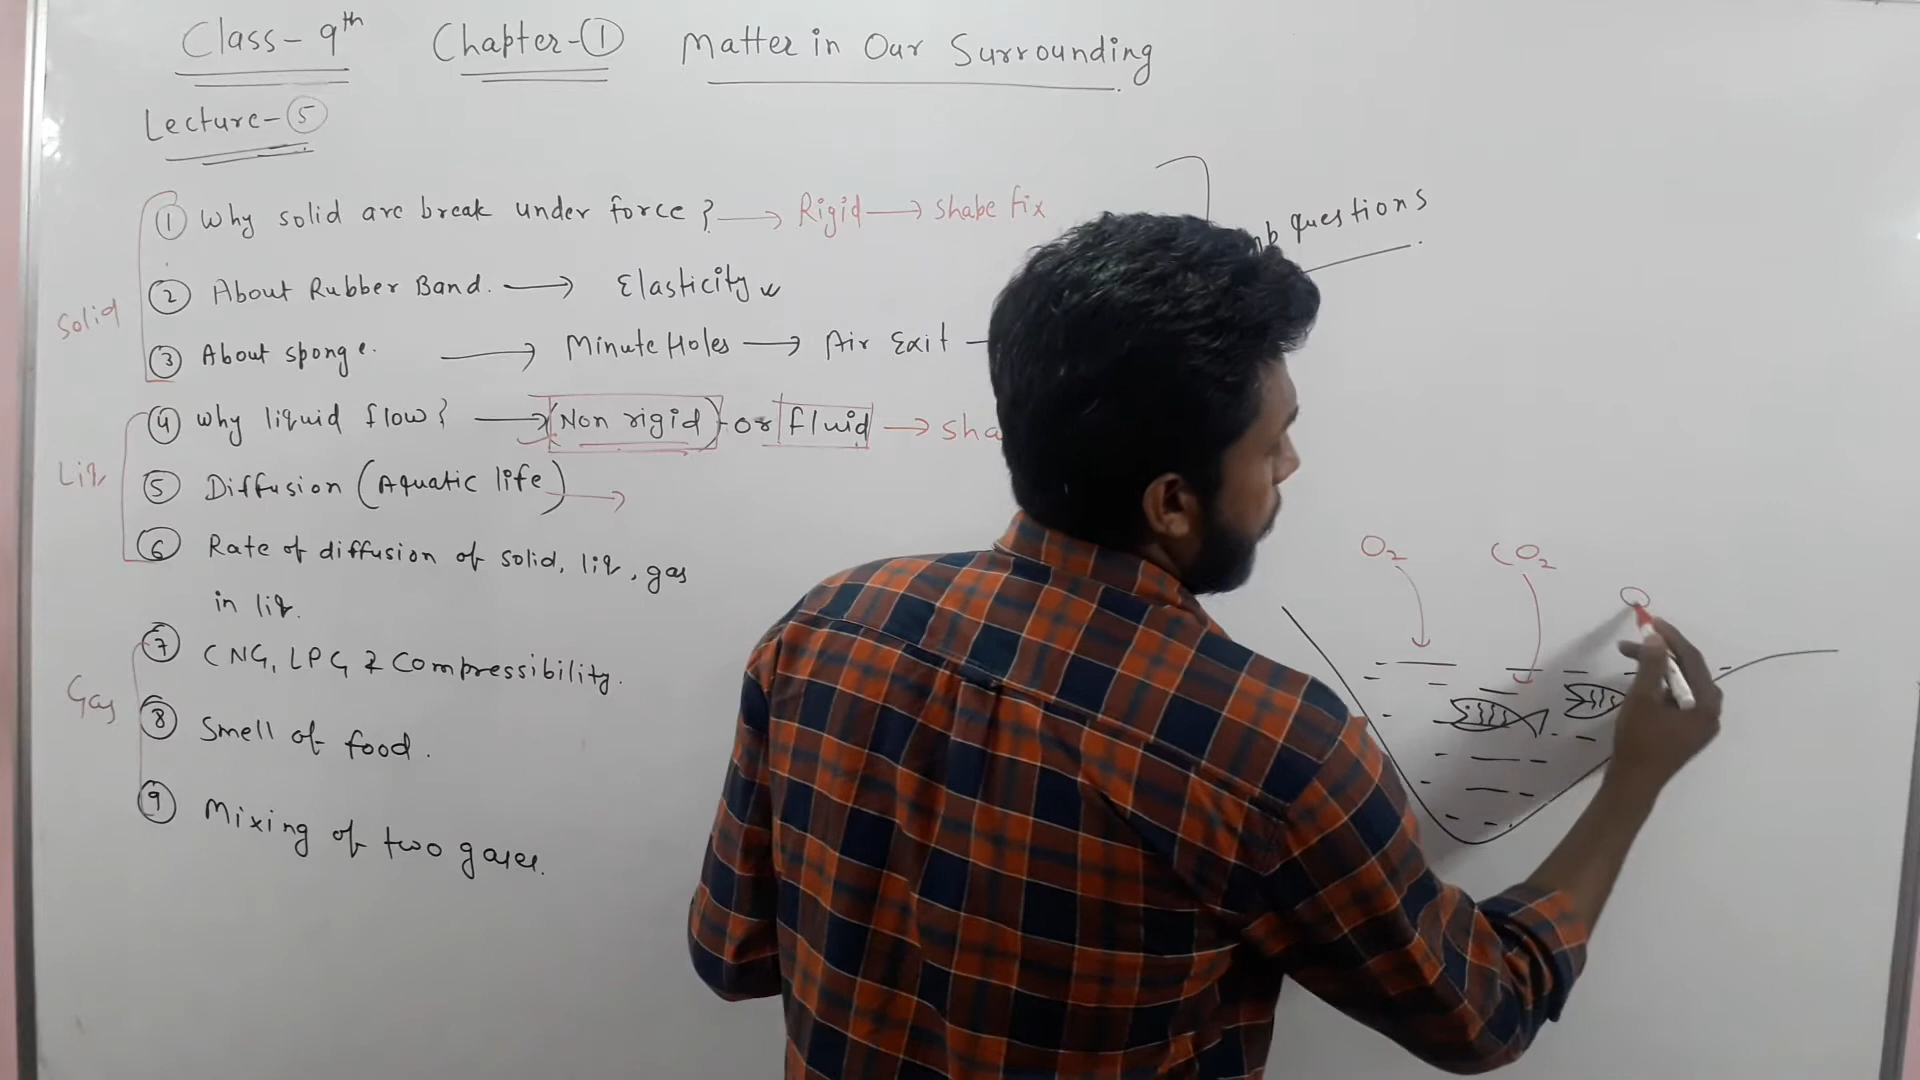 Class-9th Chapter-① Matter in Our Surrounding
Lecture-⑤
① Why solid are break under force? → Rigid → Shape fix
questions
② About Rubber Band. → Elasticity
Solid
③ About sponge. → Minute Holes → Air Exit
④ Why liquid flow? → (Non rigid) or fluid →
Liq
⑤ Diffusion (Aquatic life) →
⑥ Rate of diffusion of solid, liq, gas
in liq.
⑦ CNG, LPG & Compressibility.
Gas
⑧ Smell of food.
⑨ Mixing of two gases.
O2 CO2